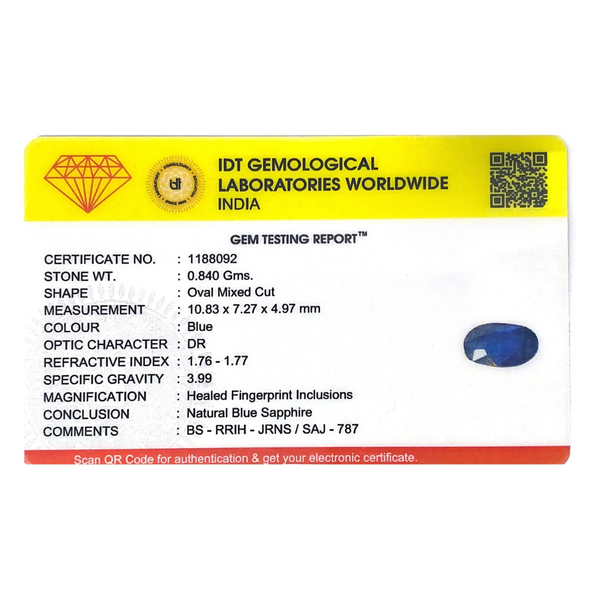 IDT GEMOLOGICAL
LABORATORIES WORLDWIDE
INDIA
idt
GEM TESTING REPORT™
CERTIFICATE NO. : 1188092
STONE WT. : 0.840 Gms.
SHAPE : Oval Mixed Cut
MEASUREMENT : 10.83 x 7.27 x 4.97 mm
COLOUR : Blue
OPTIC CHARACTER : DR
REFRACTIVE INDEX : 1.76 - 1.77
SPECIFIC GRAVITY : 3.99
MAGNIFICATION : Healed Fingerprint Inclusions
CONCLUSION : Natural Blue Sapphire
COMMENTS : BS - RRIH - JRNS / SAJ - 787
Scan QR Code for authentication & get your electronic certificate.